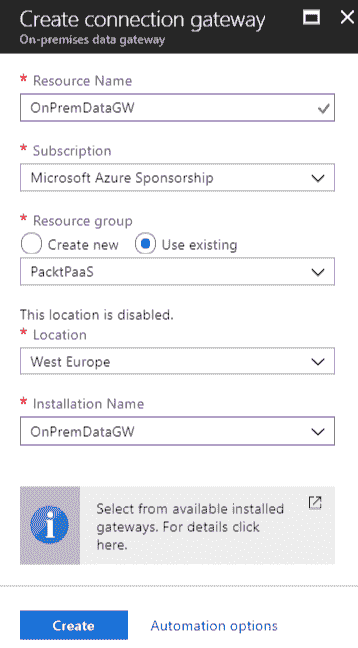 Create connection gateway
On-premises data gateway
* Resource Name
OnPremDataGW
* Subscription
Microsoft Azure Sponsorship
* Resource group
Create new Use existing
PacktPaaS
This location is disabled.
* Location
West Europe
* Installation Name
OnPremDataGW
Select from available installed
gateways. For details click
here.
Create Automation options